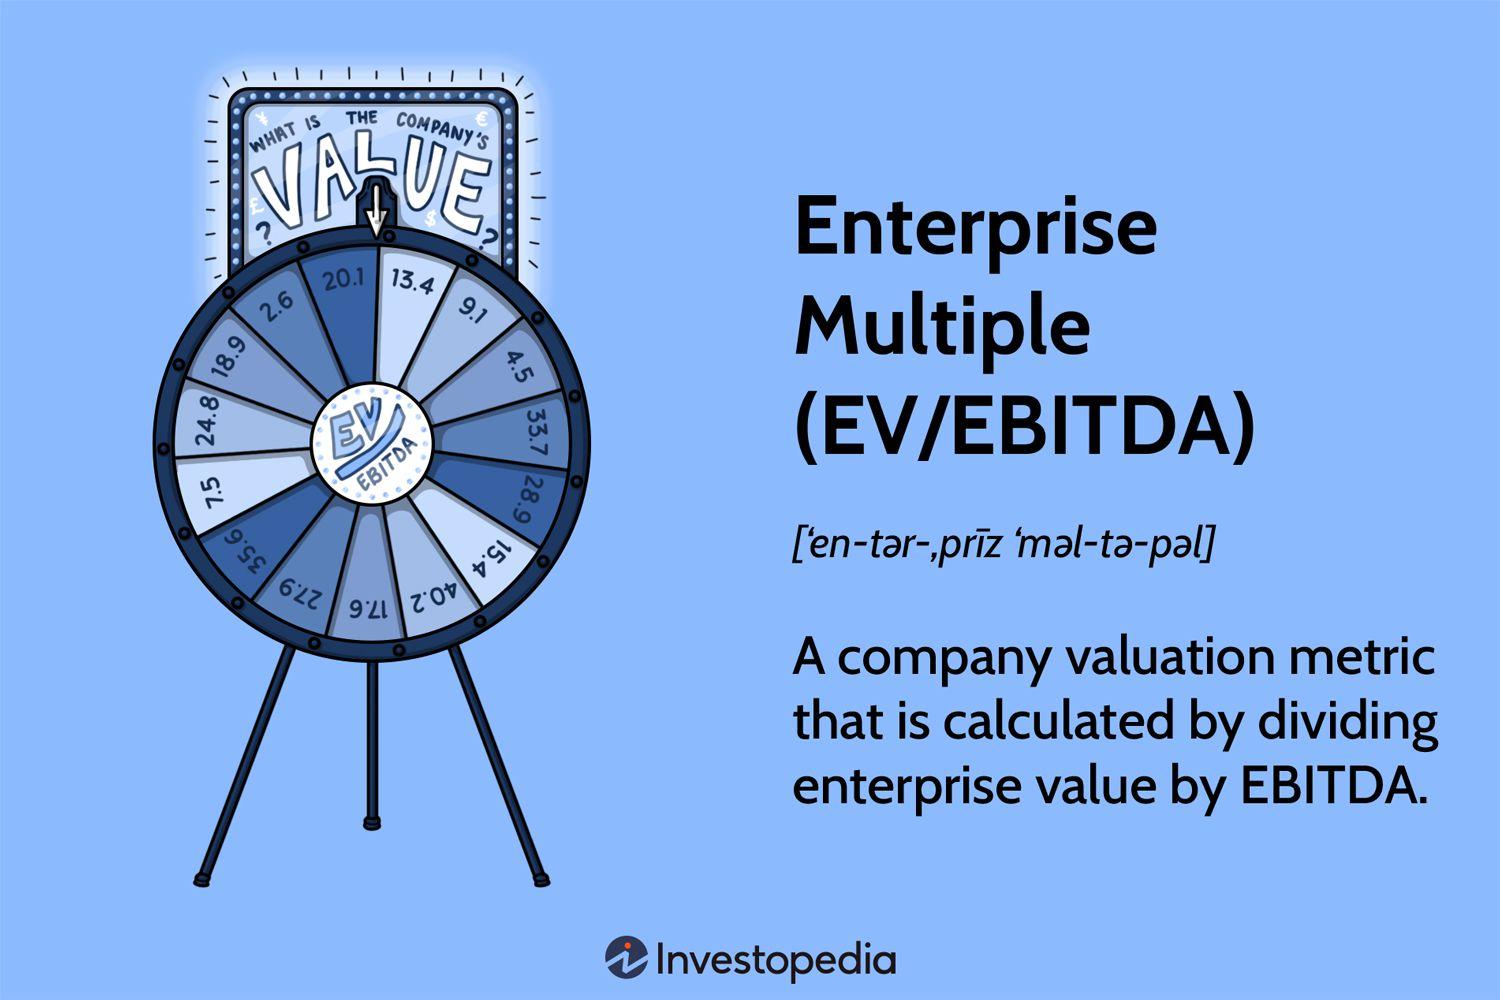 WHAT IS THE COMPANY'S
VALUE
¥
€
£
$
?
?
20.1
13.4
9.1
4.5
33.7
28.9
15.4
40.2
17.6
27.9
35.6
7.5
24.8
18.9
2.6
EV
EBITDA
Enterprise
Multiple
(EV/EBITDA)
[‘en-tər-,prīz ‘məl-tə-pəl]
A company valuation metric
that is calculated by dividing
enterprise value by EBITDA.
Investopedia